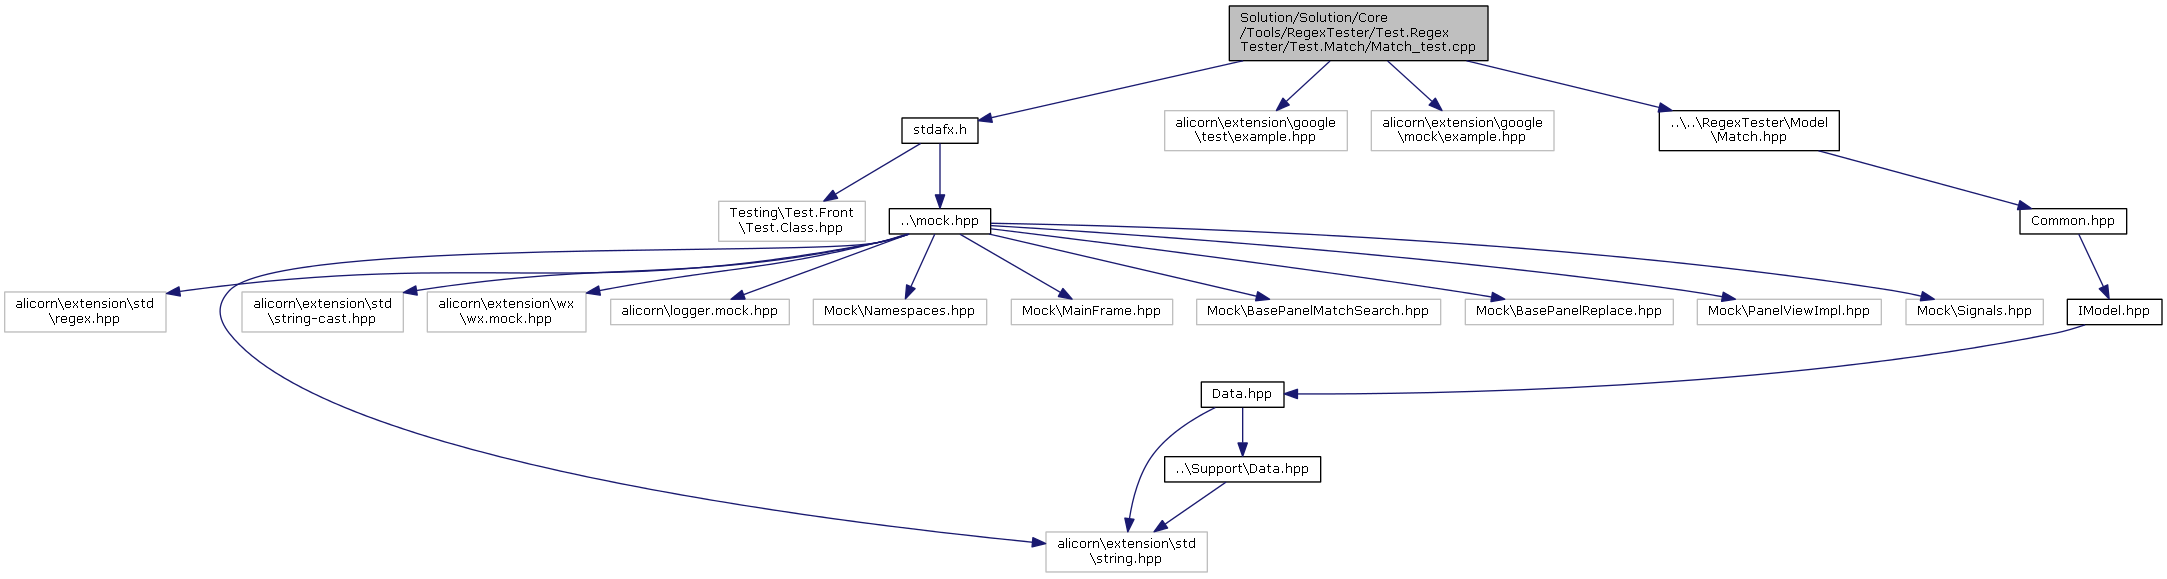 Solution/Solution/Core
/Tools/RegexTester/Test.Regex
Tester/Test.Match/Match_test.cpp
stdafx.h
alicorn\extension\google
\test\example.hpp
alicorn\extension\google
\mock\example.hpp
..\..\RegexTester\Model
\Match.hpp
Testing\Test.Front
\Test.Class.hpp
..\mock.hpp
Common.hpp
alicorn\extension\std
\regex.hpp
alicorn\extension\std
\string-cast.hpp
alicorn\extension\wx
\wx.mock.hpp
alicorn\logger.mock.hpp
Mock\Namespaces.hpp
Mock\MainFrame.hpp
Mock\BasePanelMatchSearch.hpp
Mock\BasePanelReplace.hpp
Mock\PanelViewImpl.hpp
Mock\Signals.hpp
IModel.hpp
Data.hpp
..\Support\Data.hpp
alicorn\extension\std
\string.hpp